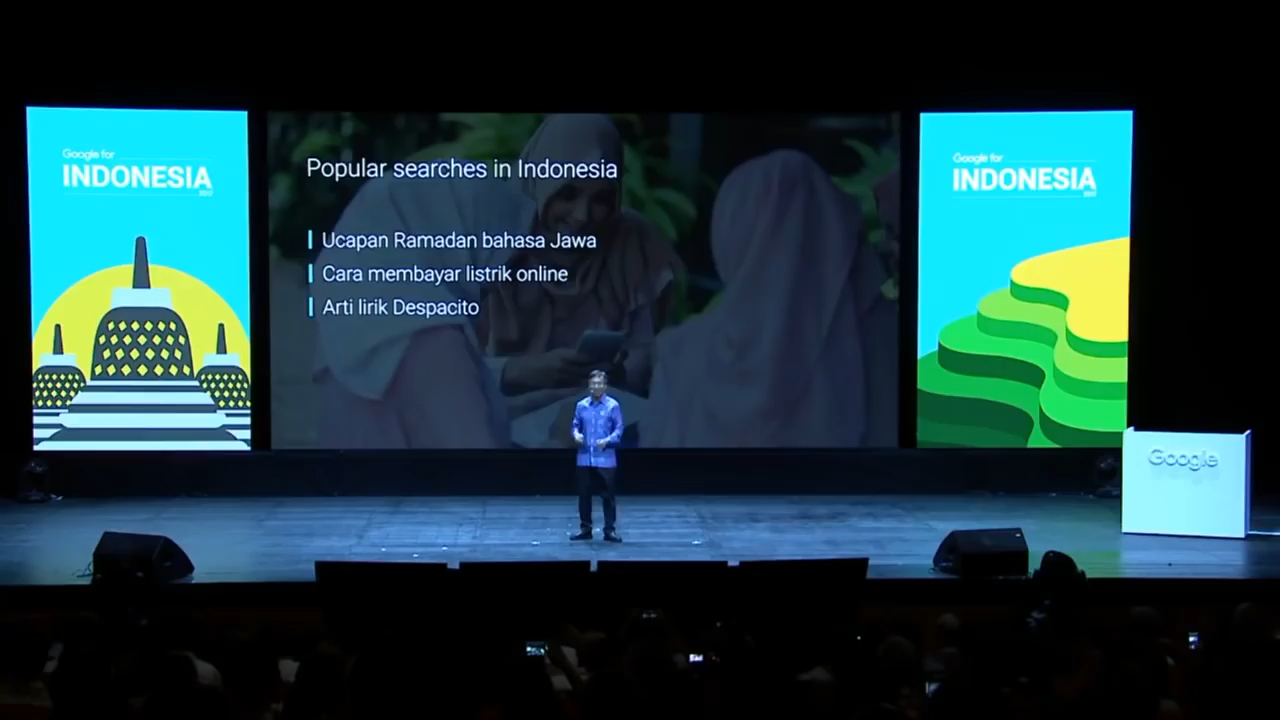 Google for
INDONESIA
Popular searches in Indonesia
Ucapan Ramadan bahasa Jawa
Cara membayar listrik online
Arti lirik Despacito
Google for
INDONESIA
Google